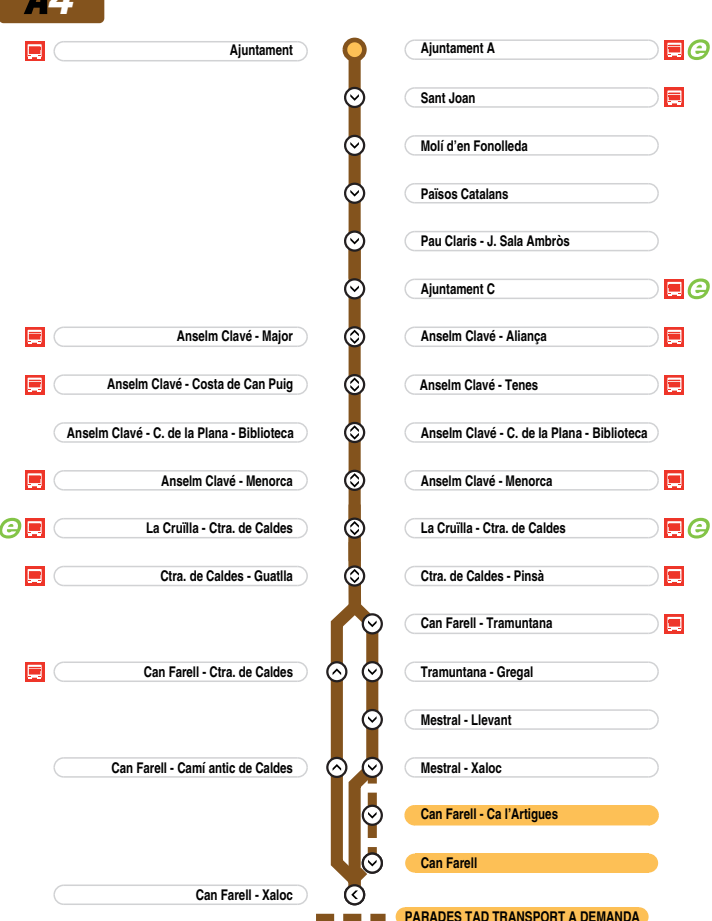 A4
Ajuntament
Ajuntament A
Sant Joan
Molí d'en Fonolleda
Països Catalans
Pau Claris - J. Sala Ambròs
Ajuntament C
Anselm Clavé - Major
Anselm Clavé - Aliança
Anselm Clavé - Costa de Can Puig
Anselm Clavé - Tenes
Anselm Clavé - C. de la Plana - Biblioteca
Anselm Clavé - C. de la Plana - Biblioteca
Anselm Clavé - Menorca
Anselm Clavé - Menorca
e
La Cruïlla - Ctra. de Caldes
La Cruïlla - Ctra. de Caldes
e
Ctra. de Caldes - Guatlla
Ctra. de Caldes - Pinsà
Can Farell - Tramuntana
Can Farell - Ctra. de Caldes
Tramuntana - Gregal
Mestral - Llevant
Can Farell - Camí antic de Caldes
Mestral - Xaloc
Can Farell - Ca l'Artigues
Can Farell
Can Farell - Xaloc
PARADES TAD TRANSPORT A DEMANDA